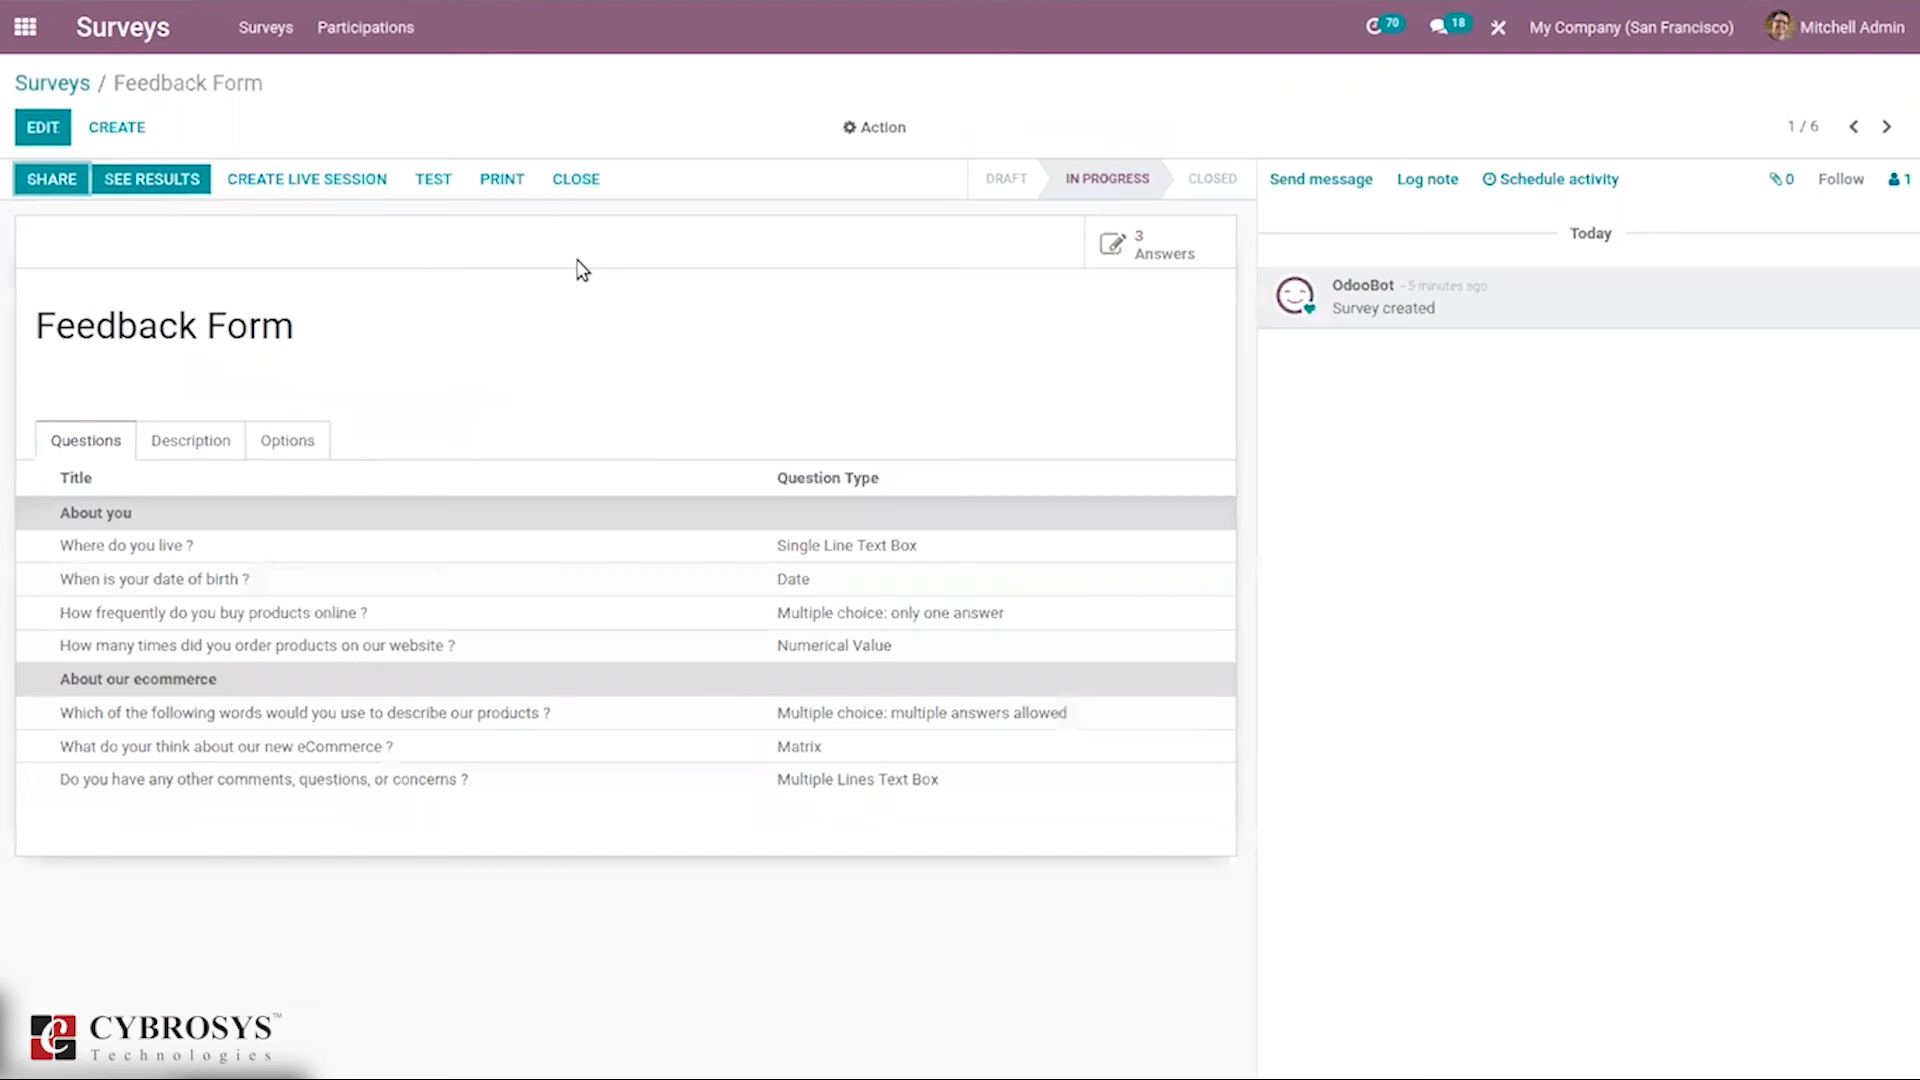 Surveys Surveys Participations 70 18 My Company (San Francisco) Mitchell Admin
Surveys / Feedback Form
EDIT CREATE Action 1 / 6
SHARE SEE RESULTS CREATE LIVE SESSION TEST PRINT CLOSE DRAFT IN PROGRESS CLOSED Send message Log note Schedule activity 0 Follow 1
3
Answers
Today
OdooBot - 5 minutes ago
Survey created
Feedback Form
Questions Description Options
Title Question Type
About you
Where do you live ? Single Line Text Box
When is your date of birth ? Date
How frequently do you buy products online ? Multiple choice: only one answer
How many times did you order products on our website ? Numerical Value
About our ecommerce
Which of the following words would you use to describe our products ? Multiple choice: multiple answers allowed
What do your think about our new eCommerce ? Matrix
Do you have any other comments, questions, or concerns ? Multiple Lines Text Box
CYBROSYS™
Technologies